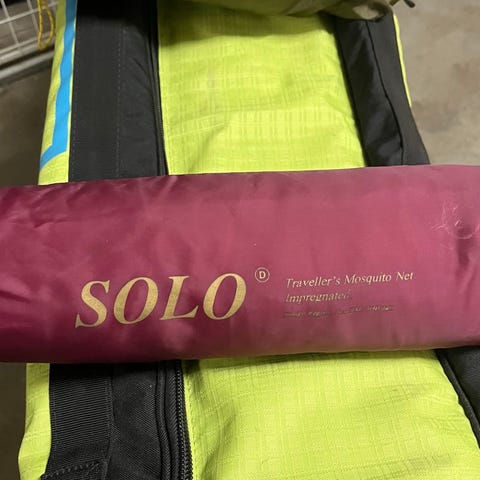 SOLO D
Traveller's Mosquito Net
Impregnated